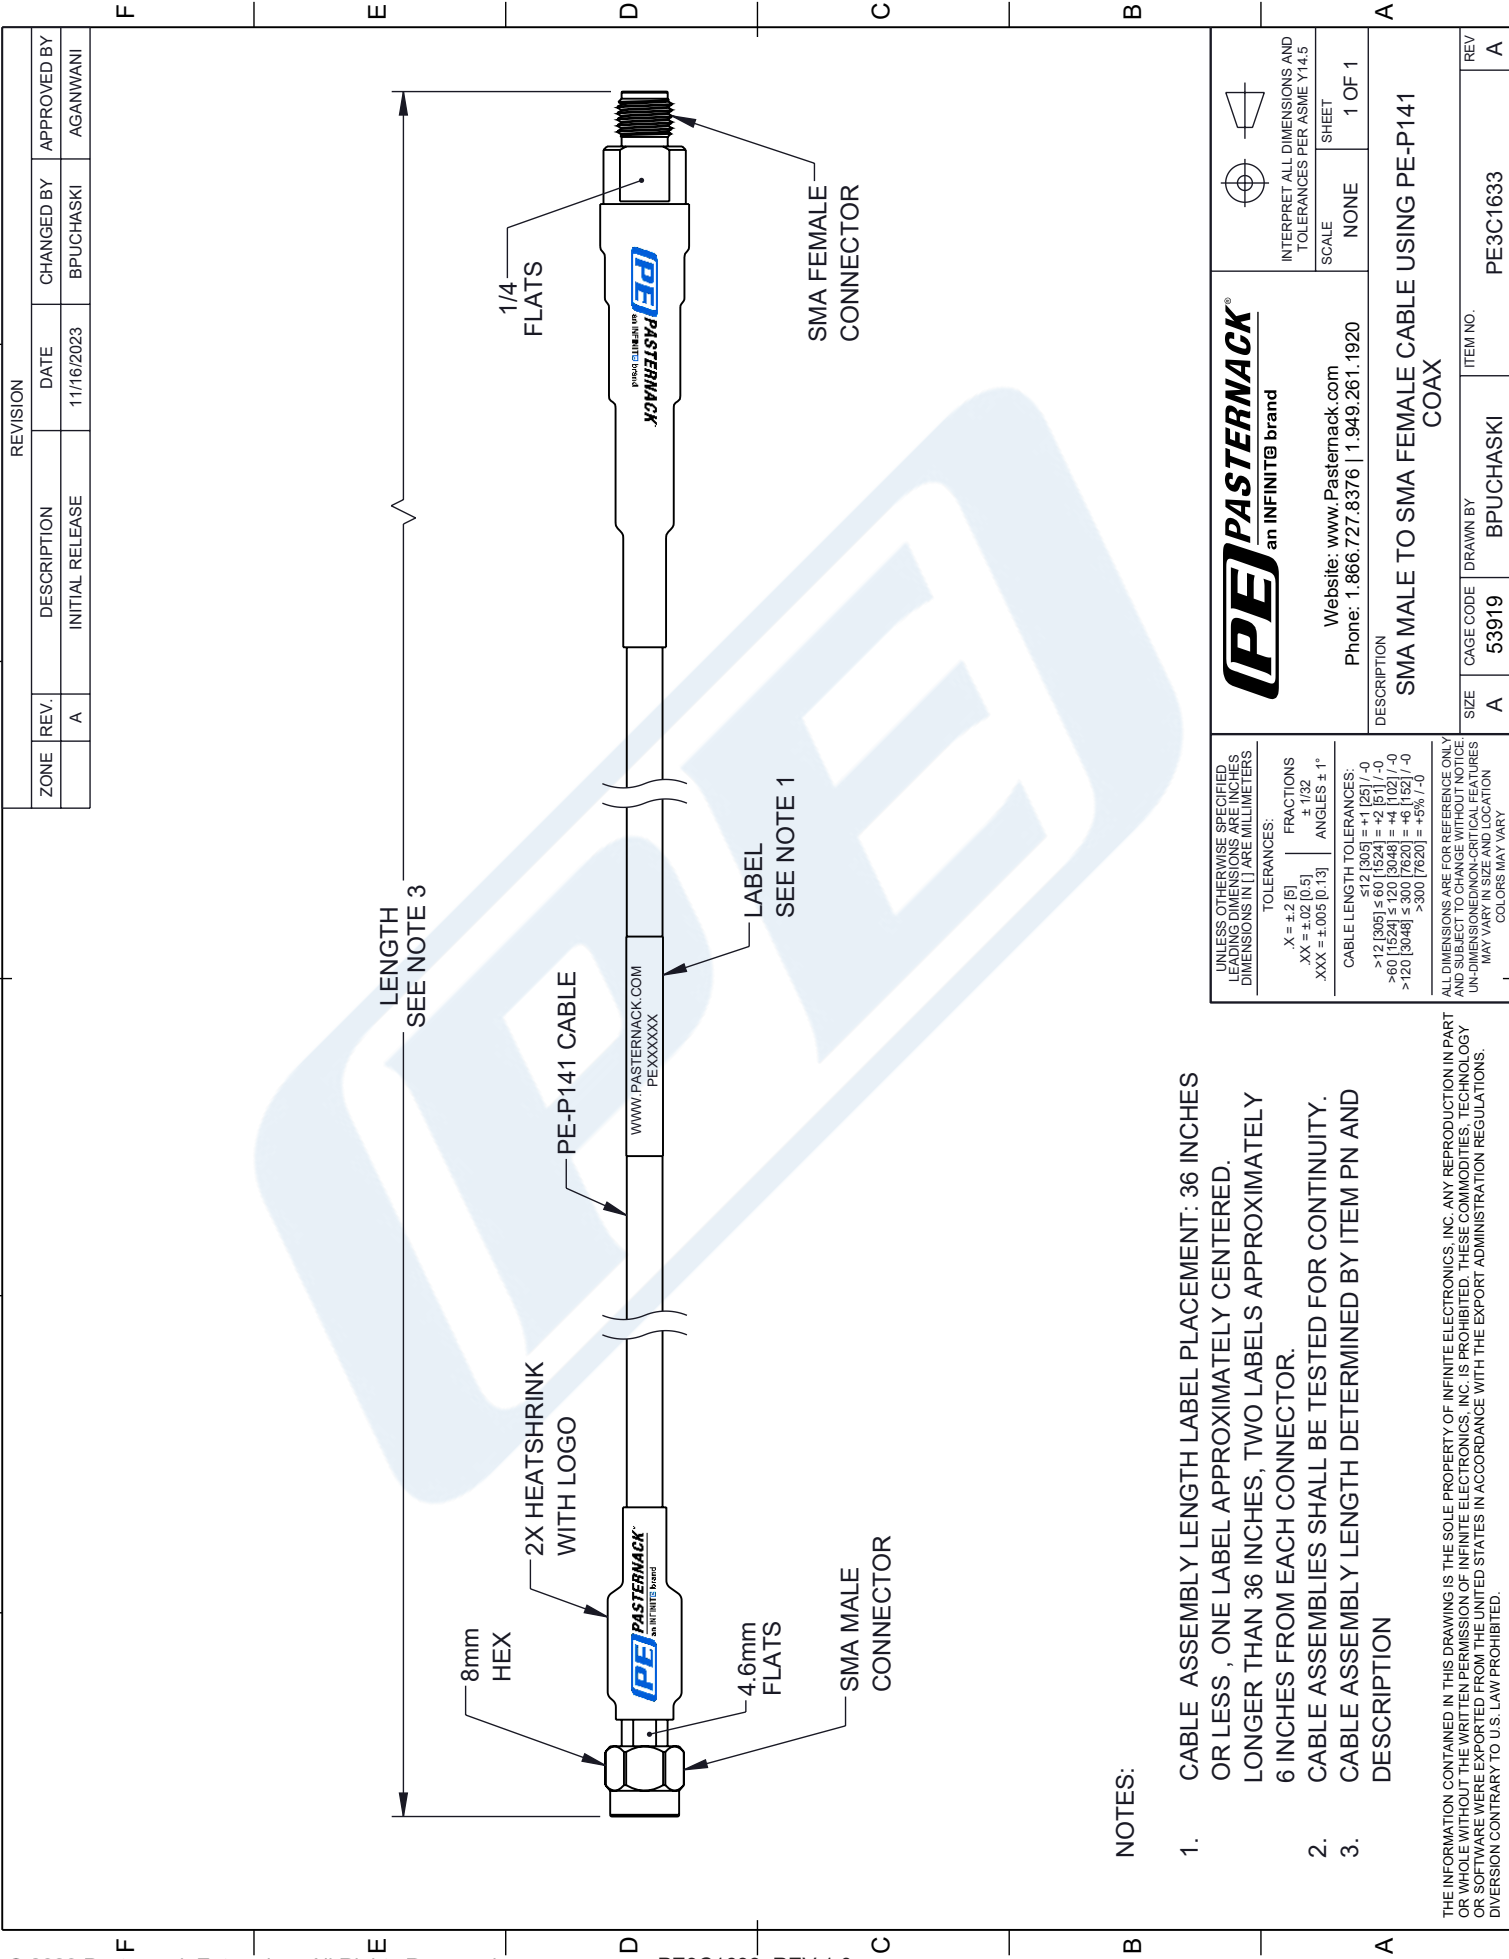 REVISION
ZONE REV. DESCRIPTION DATE CHANGED BY APPROVED BY
A INITIAL RELEASE 11/16/2023 BPUCHASKI AGANWANI
F
E
D
C
B
A
LENGTH
SEE NOTE 3
8mm
HEX
2X HEATSHRINK
WITH LOGO
PE-P141 CABLE
1/4
FLATS
PE PASTERNACK
an INFINIT@ brand
WWW.PASTERNACK.COM
PEXXXXXX
PE PASTERNACK
an INFINIT@ brand
4.6mm
FLATS
SMA MALE
CONNECTOR
LABEL
SEE NOTE 1
SMA FEMALE
CONNECTOR
NOTES:
1. CABLE ASSEMBLY LENGTH LABEL PLACEMENT: 36 INCHES
OR LESS , ONE LABEL APPROXIMATELY CENTERED.
LONGER THAN 36 INCHES, TWO LABELS APPROXIMATELY
6 INCHES FROM EACH CONNECTOR.
2. CABLE ASSEMBLIES SHALL BE TESTED FOR CONTINUITY.
3. CABLE ASSEMBLY LENGTH DETERMINED BY ITEM PN AND
DESCRIPTION
THE INFORMATION CONTAINED IN THIS DRAWING IS THE SOLE PROPERTY OF INFINITE ELECTRONICS, INC. ANY REPRODUCTION IN PART
OR WHOLE WITHOUT THE WRITTEN PERMISSION OF INFINITE ELECTRONICS, INC. IS PROHIBITED. THESE COMMODITIES, TECHNOLOGY
OR SOFTWARE WERE EXPORTED FROM THE UNITED STATES IN ACCORDANCE WITH THE EXPORT ADMINISTRATION REGULATIONS.
DIVERSION CONTRARY TO U.S. LAW PROHIBITED.
UNLESS OTHERWISE SPECIFIED
LEADING DIMENSIONS ARE INCHES
DIMENSIONS IN [ ] ARE MILLIMETERS
TOLERANCES:
.X = ±.2 [5] FRACTIONS
.XX = ±.02 [0.5] ± 1/32
.XXX = ±.005 [0.13] ANGLES ± 1°
CABLE LENGTH TOLERANCES:
≤12 [305] = +1 [25] / -0
>12 [305] ≤ 60 [1524] = +2 [51] / -0
>60 [1524] ≤ 120 [3048] = +4 [102] / -0
>120 [3048] ≤ 300 [7620] = +6 [152] / -0
>300 [7620] = +5% / -0
ALL DIMENSIONS ARE FOR REFERENCE ONLY
AND SUBJECT TO CHANGE WITHOUT NOTICE.
UN-DIMENSIONED/NON-CRITICAL FEATURES
MAY VARY IN SIZE AND LOCATION
COLORS MAY VARY
PE PASTERNACK®
an INFINIT@ brand
Website: www.Pasternack.com
Phone: 1.866.727.8376 | 1.949.261.1920
INTERPRET ALL DIMENSIONS AND
TOLERANCES PER ASME Y14.5
SCALE SHEET
NONE 1 OF 1
DESCRIPTION
SMA MALE TO SMA FEMALE CABLE USING PE-P141
COAX
SIZE CAGE CODE DRAWN BY ITEM NO. REV
A 53919 BPUCHASKI PE3C1633 A
F
E
D
C
B
A